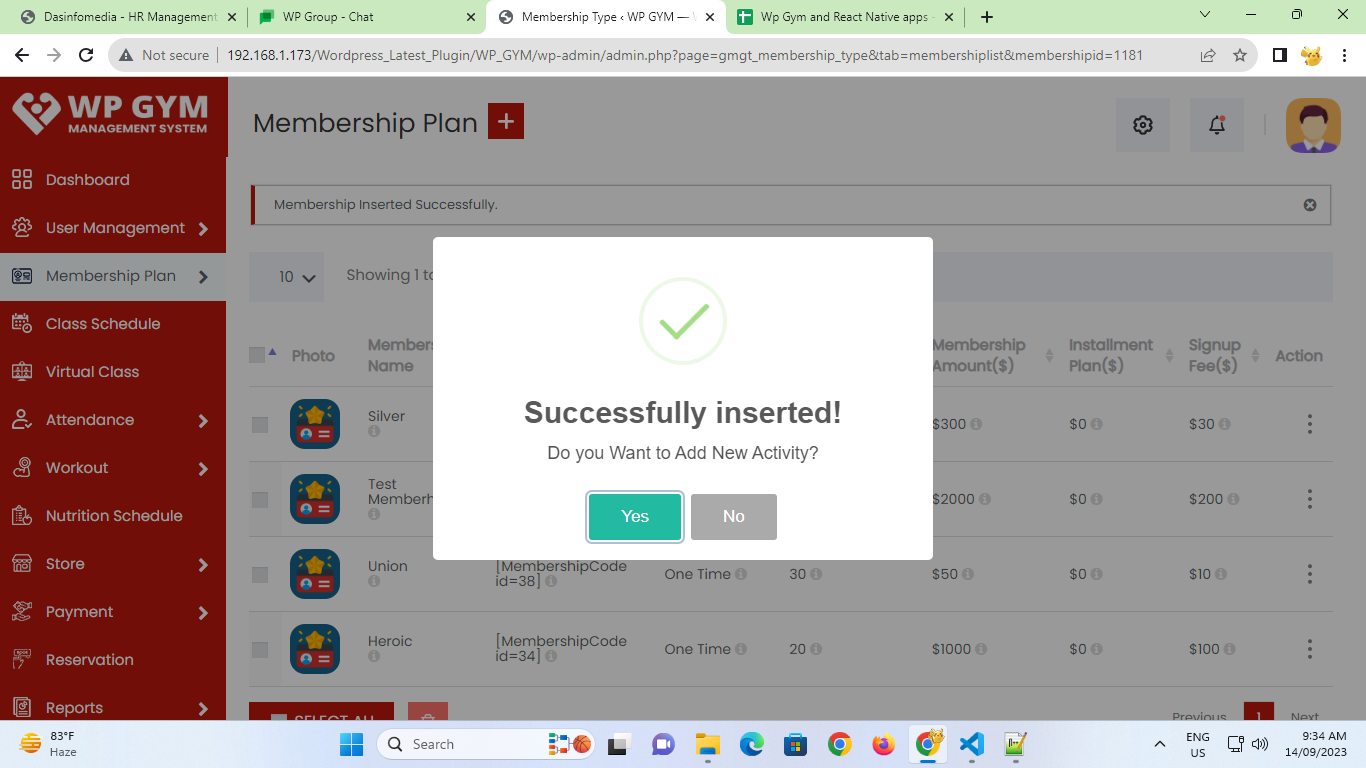 Dasinfomedia - HR Management
WP Group - Chat
Membership Type ‹ WP GYM —
Wp Gym and React Native apps -
Not secure
192.168.1.173/Wordpress_Latest_Plugin/WP_GYM/wp-admin/admin.php?page=gmgt_membership_type&tab=membershiplist&membershipid=1181
WP GYM
MANAGEMENT SYSTEM
Dashboard
User Management
Membership Plan
Class Schedule
Virtual Class
Attendance
Workout
Nutrition Schedule
Store
Payment
Reservation
Reports
Membership Plan
Membership Inserted Successfully.
10
Showing 1 to
Photo
Members
Name
Membership
Amount($)
Installment
Plan($)
Signup
Fee($)
Action
Silver
$300
$0
$30
Test
Memberh
$2000
$0
$200
Union
[MembershipCode
id=38]
One Time
30
$50
$0
$10
Heroic
[MembershipCode
id=34]
One Time
20
$1000
$0
$100
SELECT ALL
Previous
1
Next
Successfully inserted!
Do you Want to Add New Activity?
Yes
No
83°F
Haze
Search
ENG
US
9:34 AM
14/09/2023